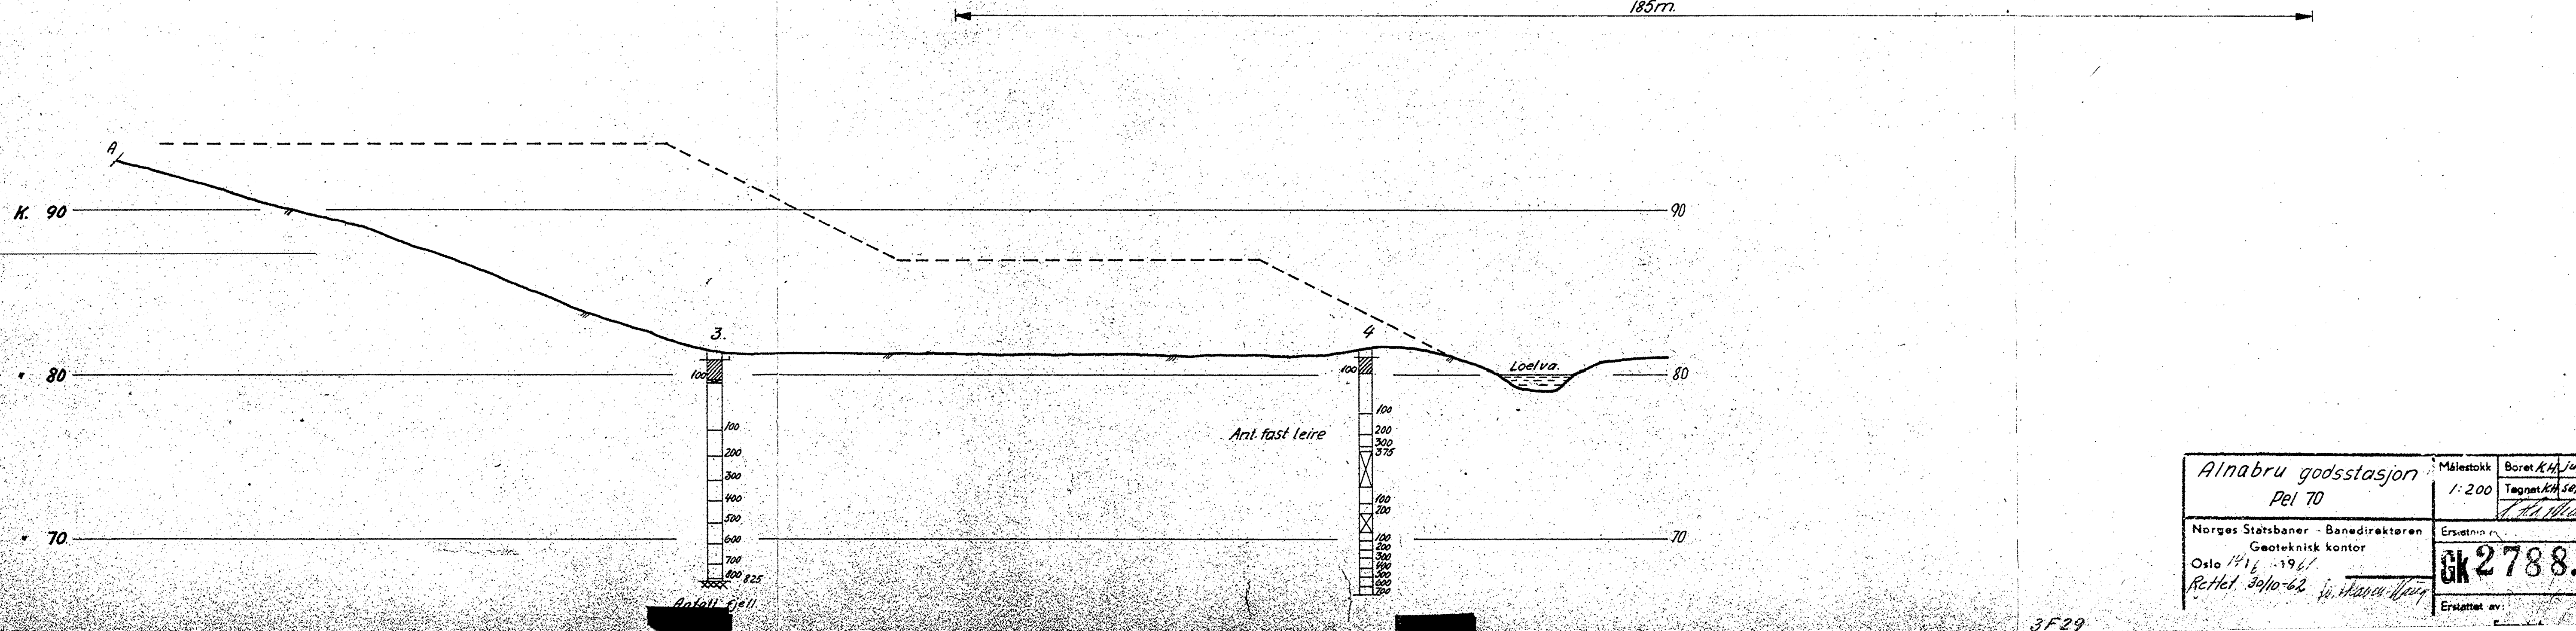 185m.
A
K. 90
90
3.
4
80
100
100
Loelva.
80
100
200
300
400
500
600
700
800 825
Ant. fast leire
100
200
300
375
100
200
100
200
300
400
500
600
700
70
70
fjell
Alnabru godsstasjon
Pel 70
Målestokk
1:200
Boret KH
Tegnet KH
Norges Statsbaner - Banedirektøren
Geoteknisk kontor
Oslo 1961
Rettet 30/10-62
Gk 2788.
Erstattet av:
3F29